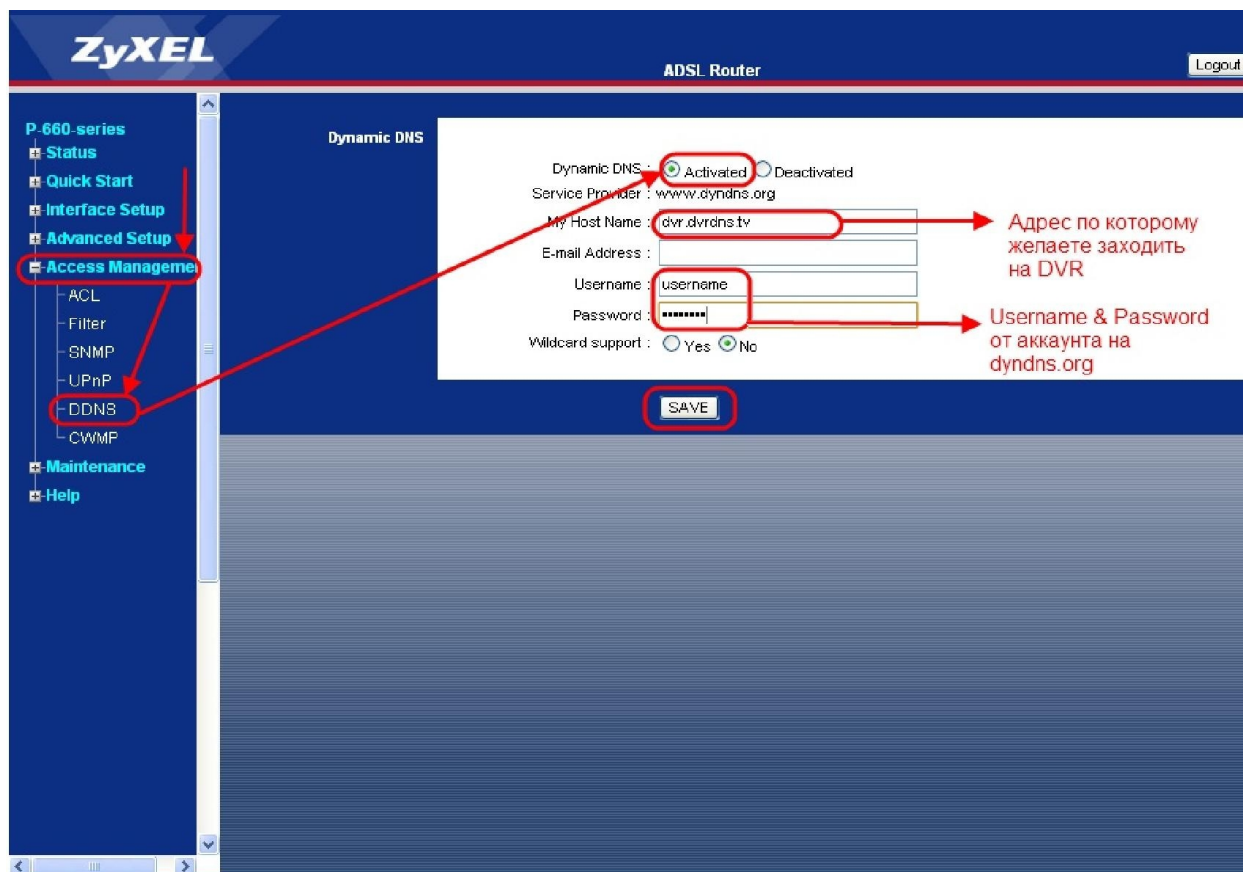 ZyXEL
ADSL Router
Logout
P-660-series
Status
Quick Start
Interface Setup
Advanced Setup
Access Manageme
ACL
Filter
SNMP
UPnP
DDNS
CWMP
Maintenance
Help
Dynamic DNS
Dynamic DNS : Activated Deactivated
Service Provider : www.dyndns.org
My Host Name : dvr.dvrdns.tv
E-mail Address :
Username : username
Password : ••••••••
Wildcard support : Yes No
SAVE
Адрес по которому
желаете заходить
на DVR
Username & Password
от аккаунта на
dyndns.org